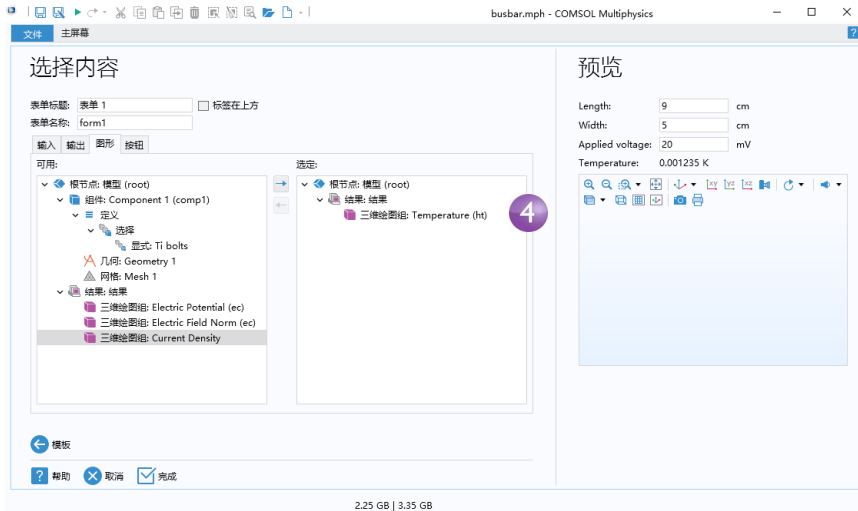 busbar.mph - COMSOL Multiphysics
文件 主屏幕
选择内容
表单标题: 表单 1 标签在上方
表单名称: form1
输入 输出 图形 按钮
可用:
根节点: 模型 (root)
组件: Component 1 (comp1)
定义
选择
显式: Ti bolts
几何: Geometry 1
网格: Mesh 1
结果: 结果
三维绘图组: Electric Potential (ec)
三维绘图组: Electric Field Norm (ec)
三维绘图组: Current Density
选定:
根节点: 模型 (root)
结果: 结果
三维绘图组: Temperature (ht)
4
模板
? 帮助 取消 完成
预览
Length: 9 cm
Width: 5 cm
Applied voltage: 20 mV
Temperature: 0.001235 K
xy yz xz
2.25 GB | 3.35 GB